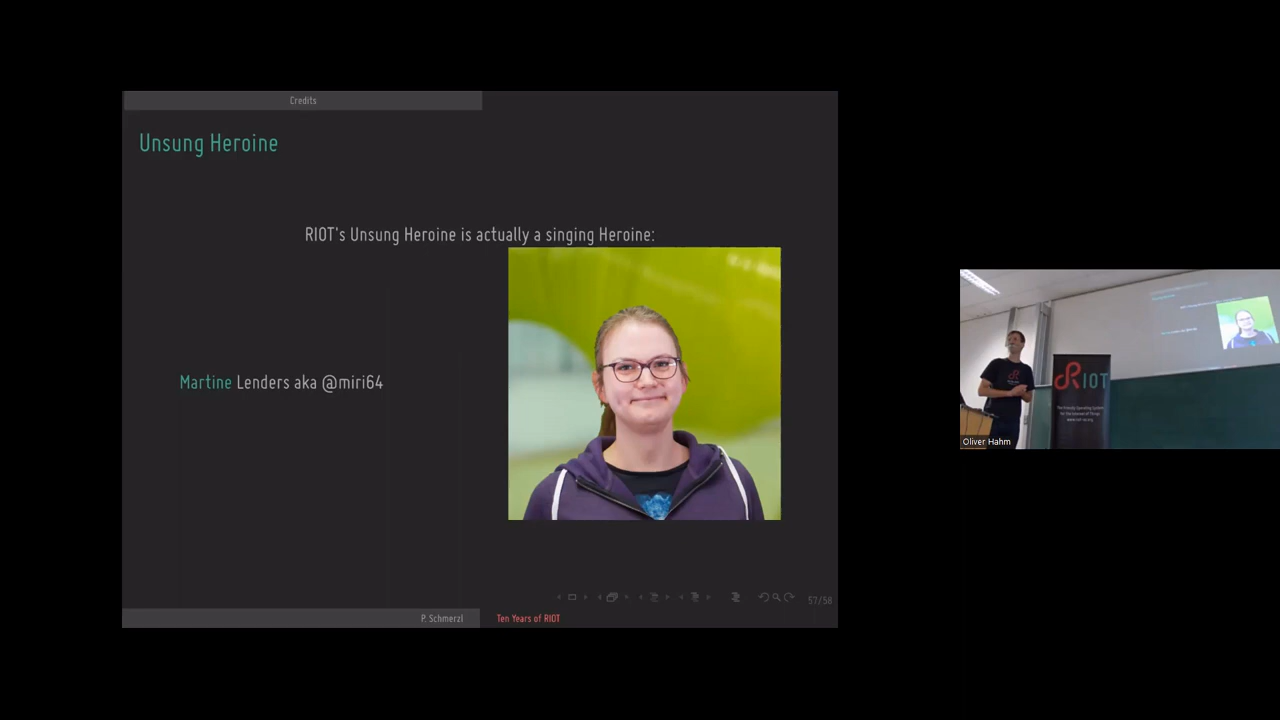 Credits
Unsung Heroine
RIOT's Unsung Heroine is actually a singing Heroine:
Martine Lenders aka @miri64
57/58
P. Schmerzl
Ten Years of RIOT
RIOT
Oliver Hahm